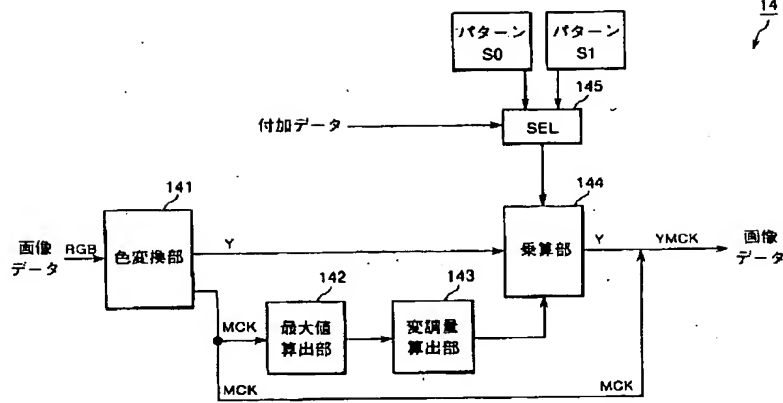 14
パターン
S0
パターン
S1
145
付加データ
SEL
141
144
画像
データ
RGB
色変換部
Y
乗算部
Y
YMCK
画像
データ
142
143
MCK
最大値
算出部
変調量
算出部
MCK
MCK